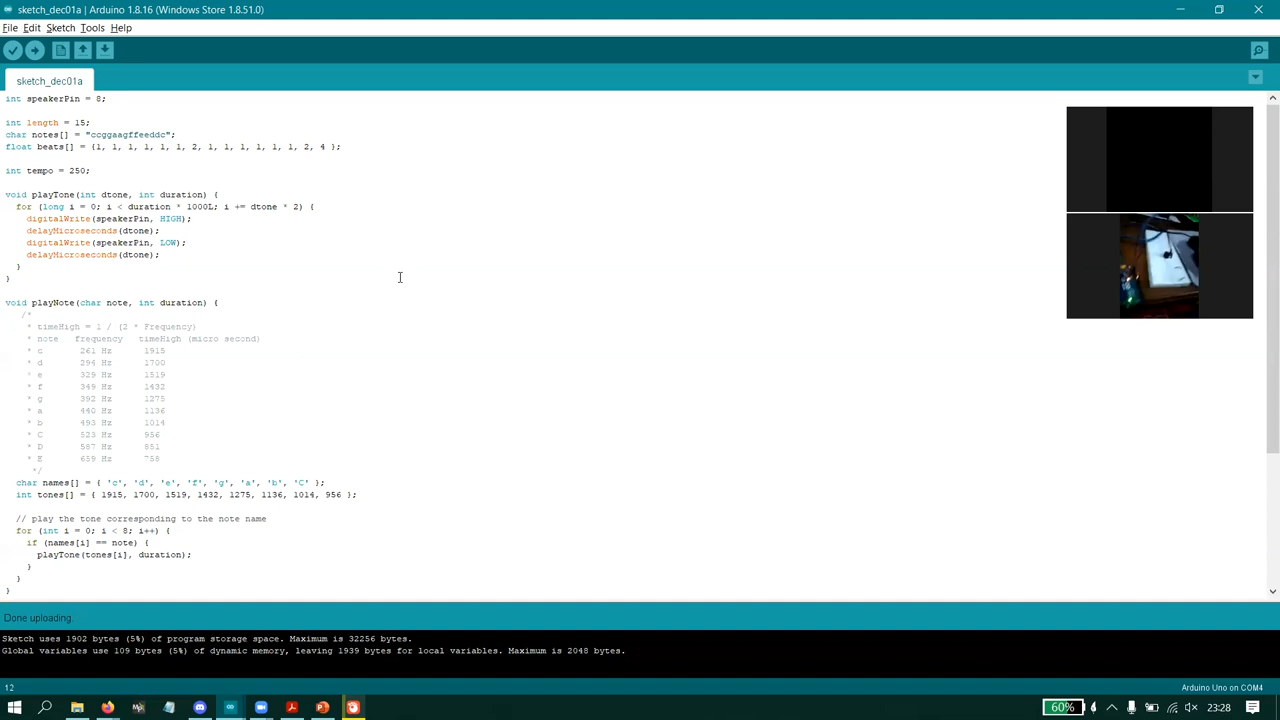 sketch_dec01a | Arduino 1.8.16 (Windows Store 1.8.51.0)
File Edit Sketch Tools Help
sketch_dec01a
int speakerPin = 8;
int length = 15;
char notes[] = "ccggaagffeeddc";
float beats[] = {1, 1, 1, 1, 1, 1, 2, 1, 1, 1, 1, 1, 1, 2, 4 };
int tempo = 250;
void playTone(int dtone, int duration) {
for (long i = 0; i < duration * 1000L; i += dtone * 2) {
digitalWrite(speakerPin, HIGH);
delayMicroseconds(dtone);
digitalWrite(speakerPin, LOW);
delayMicroseconds(dtone);
}
}
void playNote(char note, int duration) {
/*
* timeHigh = 1 / (2 * Frequency)
* note frequency timeHigh (micro second)
* c 261 Hz 1915
* d 294 Hz 1700
* e 329 Hz 1519
* f 349 Hz 1432
* g 392 Hz 1275
* a 440 Hz 1136
* b 493 Hz 1014
* C 523 Hz 956
* D 587 Hz 851
* E 659 Hz 758
*/
char names[] = { 'c', 'd', 'e', 'f', 'g', 'a', 'b', 'C' };
int tones[] = { 1915, 1700, 1519, 1432, 1275, 1136, 1014, 956 };
// play the tone corresponding to the note name
for (int i = 0; i < 8; i++) {
if (names[i] == note) {
playTone(tones[i], duration);
}
}
}
Done uploading.
Sketch uses 1902 bytes (5%) of program storage space. Maximum is 32256 bytes.
Global variables use 109 bytes (5%) of dynamic memory, leaving 1939 bytes for local variables. Maximum is 2048 bytes.
12 Arduino Uno on COM4
60% 23:28